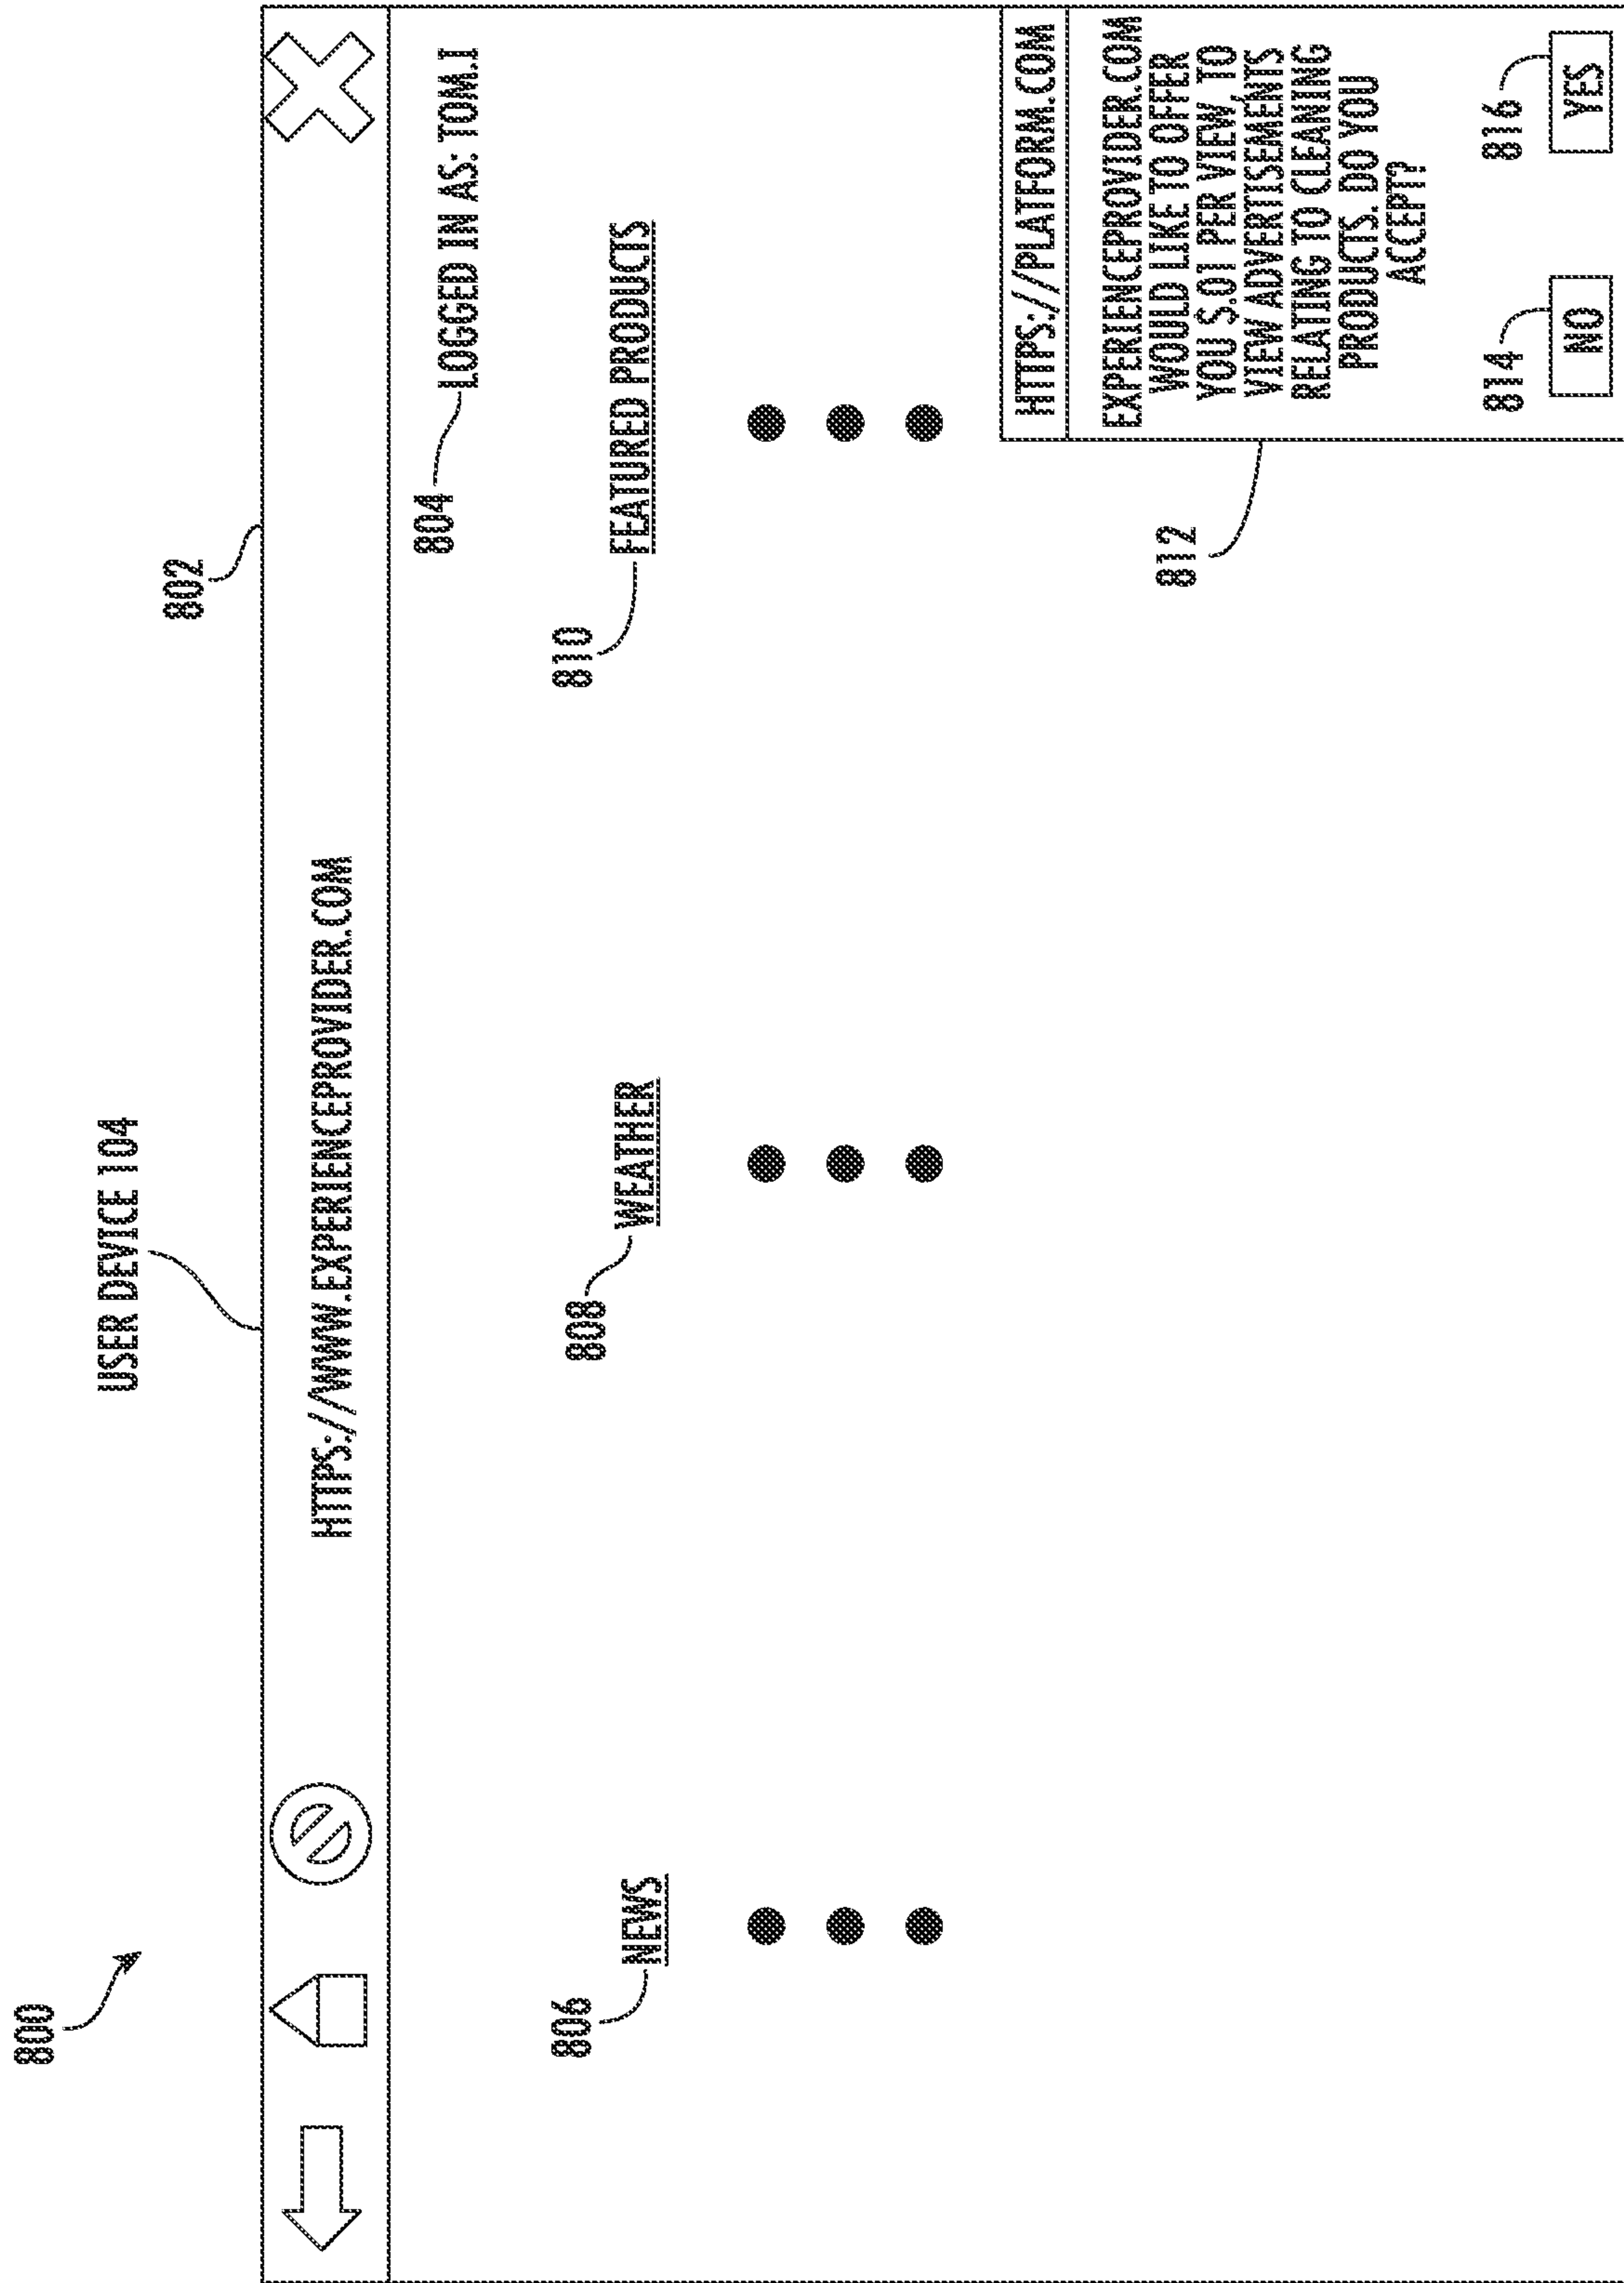 800
USER DEVICE 104
802
HTTPS://WWW.EXPERIENCEPROVIDER.COM
804
LOGGED IN AS: TOM.I
806
NEWS
808
WEATHER
810
FEATURED PRODUCTS
812
HTTPS://PLATFORM.COM
EXPERIENCEPROVIDER.COM
WOULD LIKE TO OFFER
YOU $.01 PER VIEW, TO
VIEW ADVERTISEMENTS
RELATING TO CLEANING
PRODUCTS. DO YOU
ACCEPT?
814
NO
816
YES